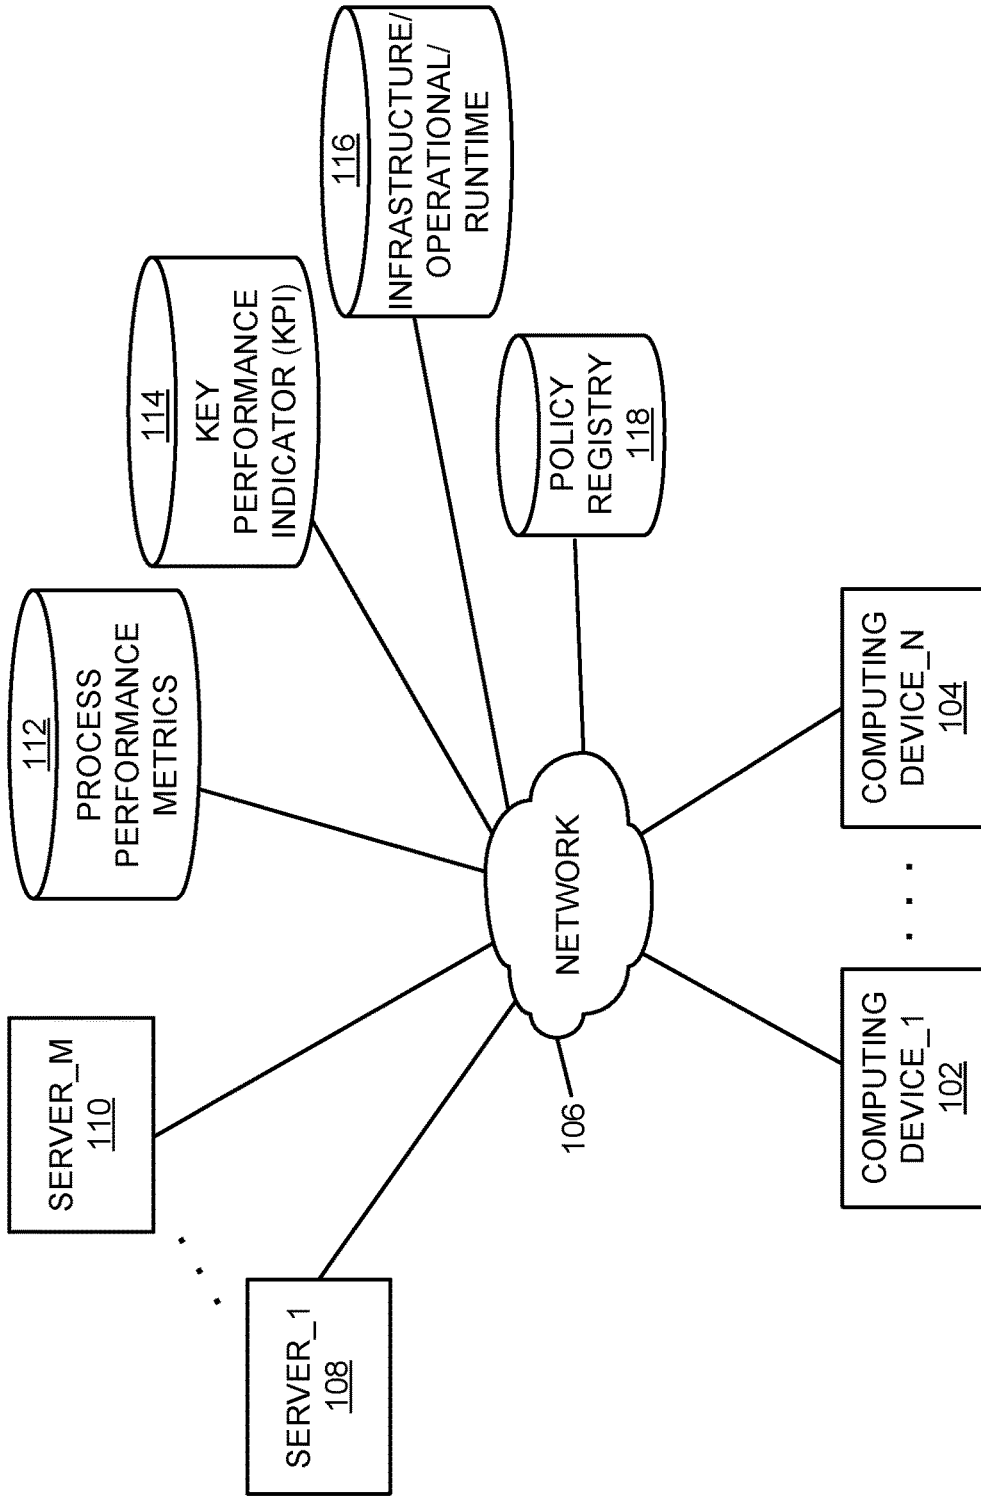 SERVER_1
108
SERVER_M
110
112
PROCESS
PERFORMANCE
METRICS
114
KEY
PERFORMANCE
INDICATOR (KPI)
116
INFRASTRUCTURE/
OPERATIONAL/
RUNTIME
POLICY
REGISTRY
118
NETWORK
106
COMPUTING
DEVICE_1
102
COMPUTING
DEVICE_N
104